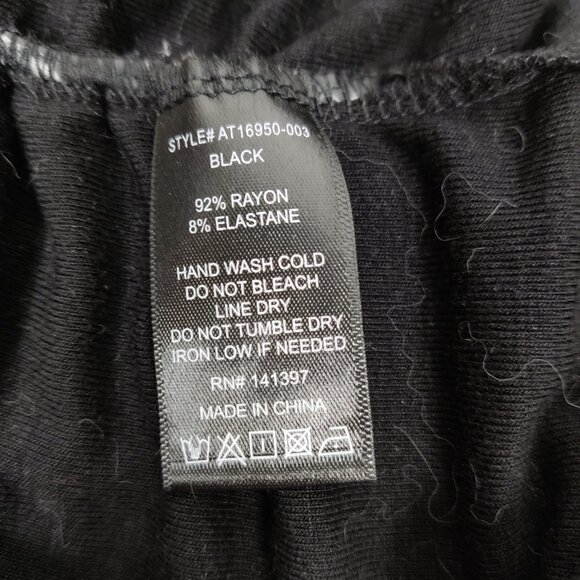 STYLE# AT16950-003
BLACK
92% RAYON
8% ELASTANE
HAND WASH COLD
DO NOT BLEACH
LINE DRY
DO NOT TUMBLE DRY
IRON LOW IF NEEDED
RN# 141397
MADE IN CHINA